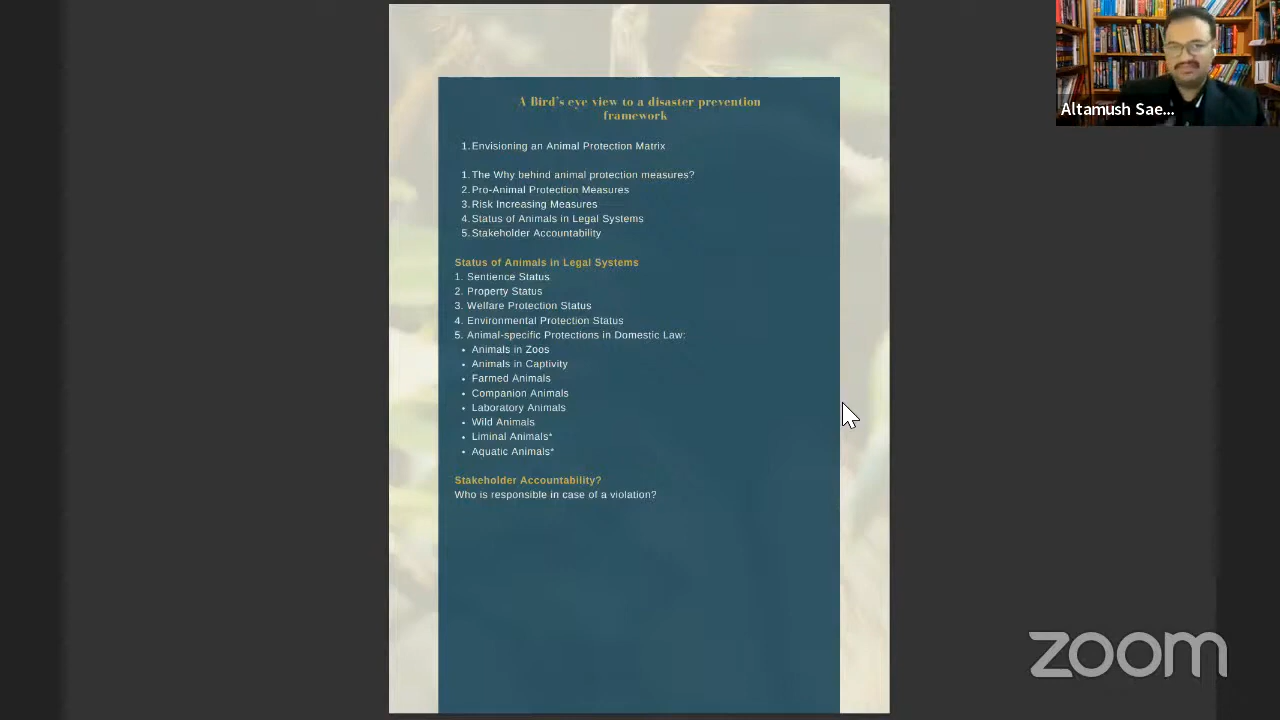 A Bird's eye view to a disaster prevention
framework
1. Envisioning an Animal Protection Matrix
1. The Why behind animal protection measures?
2. Pro-Animal Protection Measures
3. Risk Increasing Measures
4. Status of Animals in Legal Systems
5. Stakeholder Accountability
Status of Animals in Legal Systems
1. Sentience Status
2. Property Status
3. Welfare Protection Status
4. Environmental Protection Status
5. Animal-specific Protections in Domestic Law:
• Animals in Zoos
• Animals in Captivity
• Farmed Animals
• Companion Animals
• Laboratory Animals
• Wild Animals
• Liminal Animals*
• Aquatic Animals*
Stakeholder Accountability?
Who is responsible in case of a violation?
Altamush Sae...
zoom